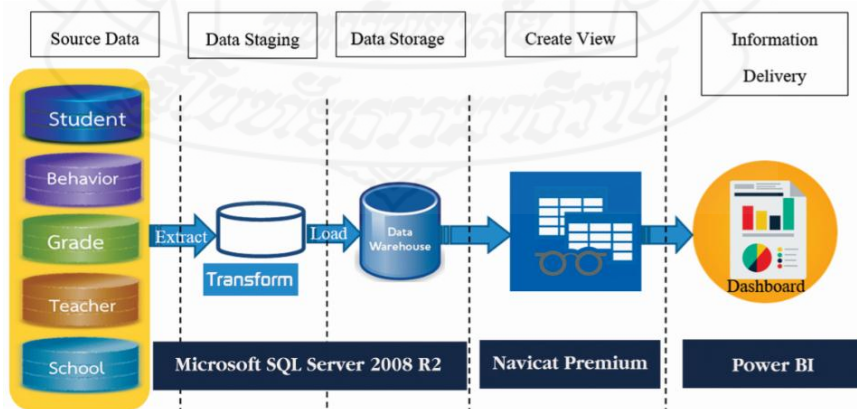 Source Data
Data Staging
Data Storage
Create View
Information
Delivery
Student
Behavior
Grade
Teacher
School
Extract
Transform
Load
Data
Warehouse
Dashboard
Microsoft SQL Server 2008 R2
Navicat Premium
Power BI